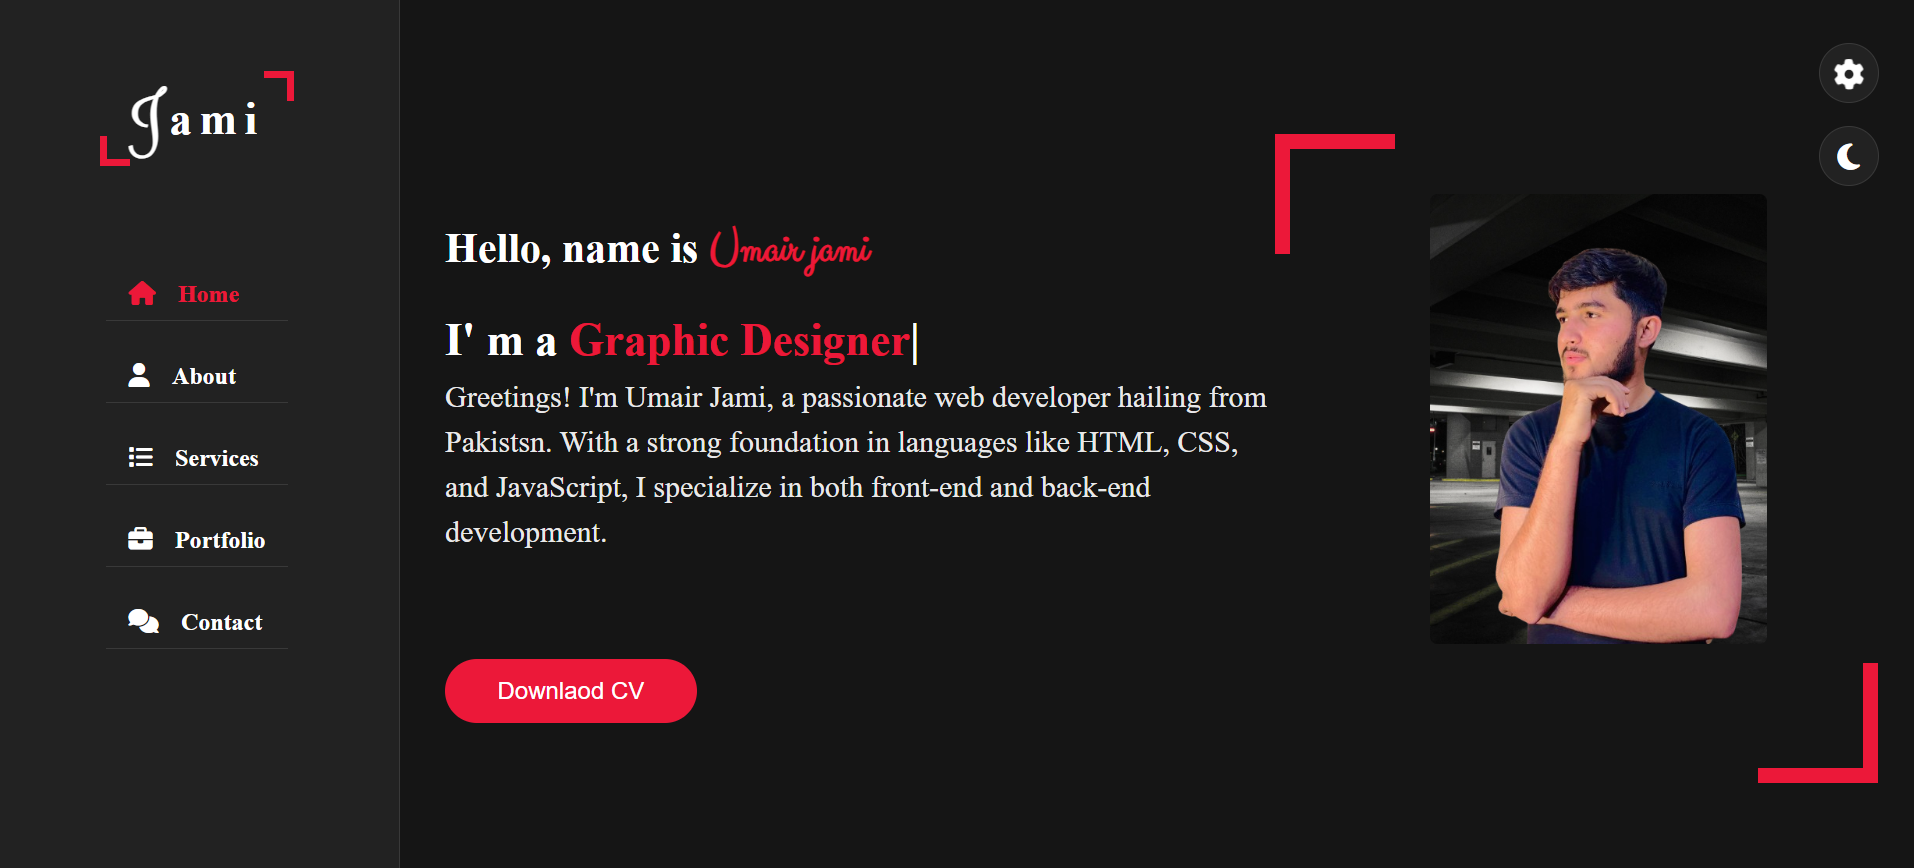 Jami
Home
About
Services
Portfolio
Contact
Hello, name is Umair jami
I' m a Graphic Designer|
Greetings! I'm Umair Jami, a passionate web developer hailing from
Pakistsn. With a strong foundation in languages like HTML, CSS,
and JavaScript, I specialize in both front-end and back-end
development.
Downlaod CV